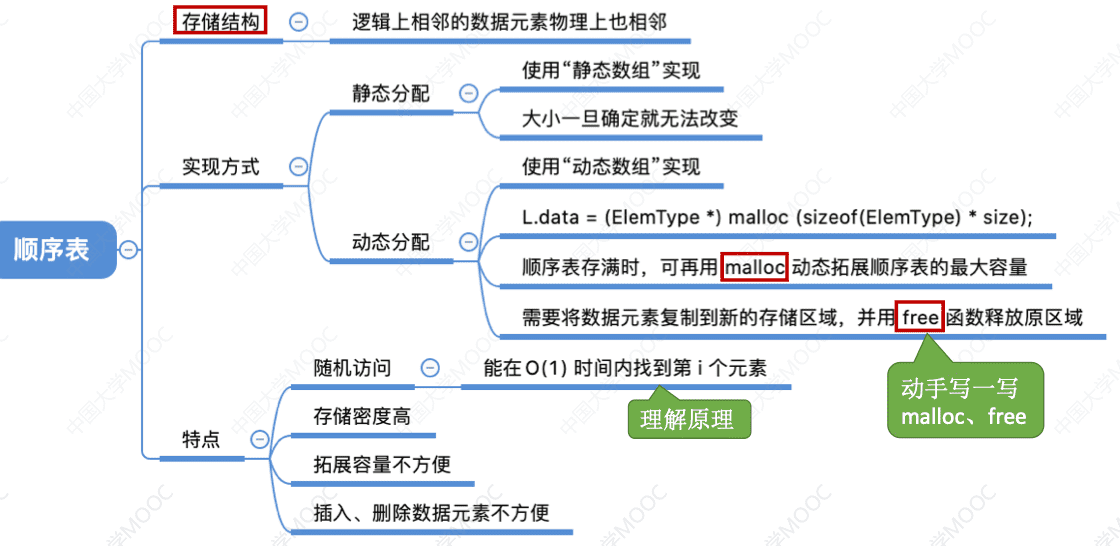 存储结构
逻辑上相邻的数据元素物理上也相邻
使用“静态数组”实现
静态分配
大小一旦确定就无法改变
实现方式
使用“动态数组”实现
L.data = (ElemType *) malloc (sizeof(ElemType) * size);
动态分配
顺序表
顺序表存满时，可再用 malloc 动态拓展顺序表的最大容量
需要将数据元素复制到新的存储区域，并用 free 函数释放原区域
随机访问
能在 O(1) 时间内找到第 i 个元素
动手写一写
malloc、free
理解原理
存储密度高
特点
拓展容量不方便
插入、删除数据元素不方便
中国大学MOOC